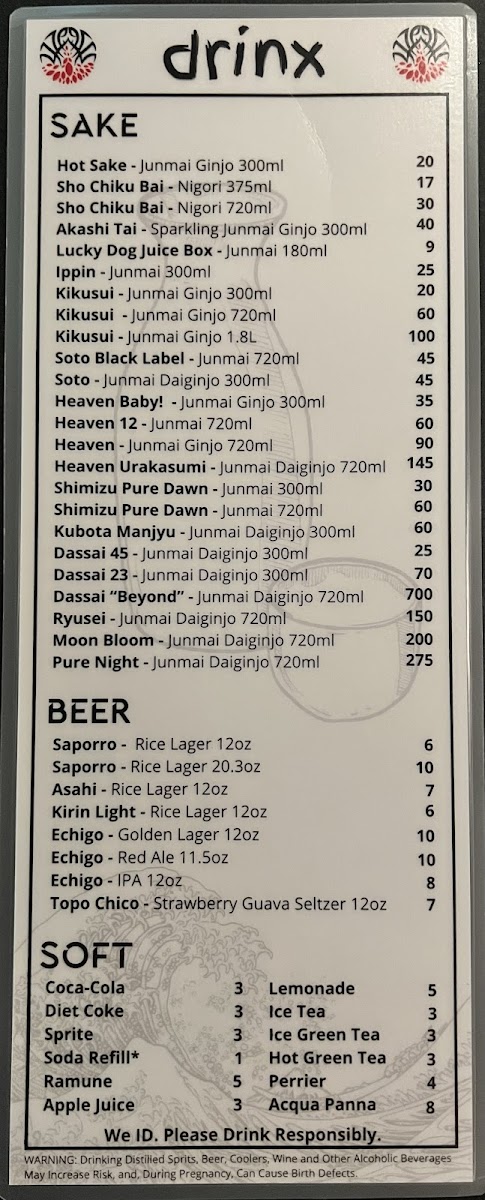 drinx
SAKE
Hot Sake - Junmai Ginjo 300ml 20
Sho Chiku Bai - Nigori 375ml 17
Sho Chiku Bai - Nigori 720ml 30
Akashi Tai - Sparkling Junmai Ginjo 300ml 40
Lucky Dog Juice Box - Junmai 180ml 9
Ippin - Junmai 300ml 25
Kikusui - Junmai Ginjo 300ml 20
Kikusui - Junmai Ginjo 720ml 60
Kikusui - Junmai Ginjo 1.8L 100
Soto Black Label - Junmai 720ml 45
Soto - Junmai Daiginjo 300ml 45
Heaven Baby! - Junmai Ginjo 300ml 35
Heaven 12 - Junmai 720ml 60
Heaven - Junmai Ginjo 720ml 90
Heaven Urakasumi - Junmai Daiginjo 720ml 145
Shimizu Pure Dawn - Junmai 300ml 30
Shimizu Pure Dawn - Junmai 720ml 60
Kubota Manjyu - Junmai Daiginjo 300ml 60
Dassai 45 - Junmai Daiginjo 300ml 25
Dassai 23 - Junmai Daiginjo 300ml 70
Dassai “Beyond” - Junmai Daiginjo 720ml 700
Ryusei - Junmai Daiginjo 720ml 150
Moon Bloom - Junmai Daiginjo 720ml 200
Pure Night - Junmai Daiginjo 720ml 275
BEER
Saporro - Rice Lager 12oz 6
Saporro - Rice Lager 20.3oz 10
Asahi - Rice Lager 12oz 7
Kirin Light - Rice Lager 12oz 6
Echigo - Golden Lager 12oz 10
Echigo - Red Ale 11.5oz 10
Echigo - IPA 12oz 8
Topo Chico - Strawberry Guava Seltzer 12oz 7
SOFT
Coca-Cola 3 Lemonade 5
Diet Coke 3 Ice Tea 3
Sprite 3 Ice Green Tea 3
Soda Refill* 1 Hot Green Tea 3
Ramune 5 Perrier 4
Apple Juice 3 Acqua Panna 8
We ID. Please Drink Responsibly.
WARNING: Drinking Distilled Sprits, Beer, Coolers, Wine and Other Alcoholic Beverages
May Increase Risk, and, During Pregnancy, Can Cause Birth Defects.